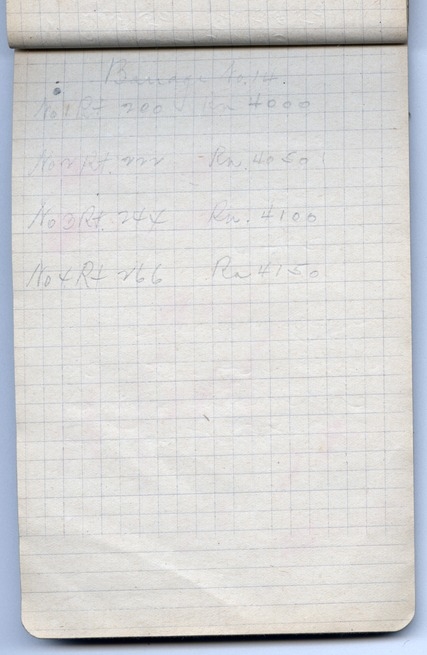 Barrage No. 14.
No 1 Rt 200 Rn 4000
No 2 Rt. 222 Rn. 4050
No 3 Rt. 244 Rn. 4100
No 4 Rt 266 Rn 4150